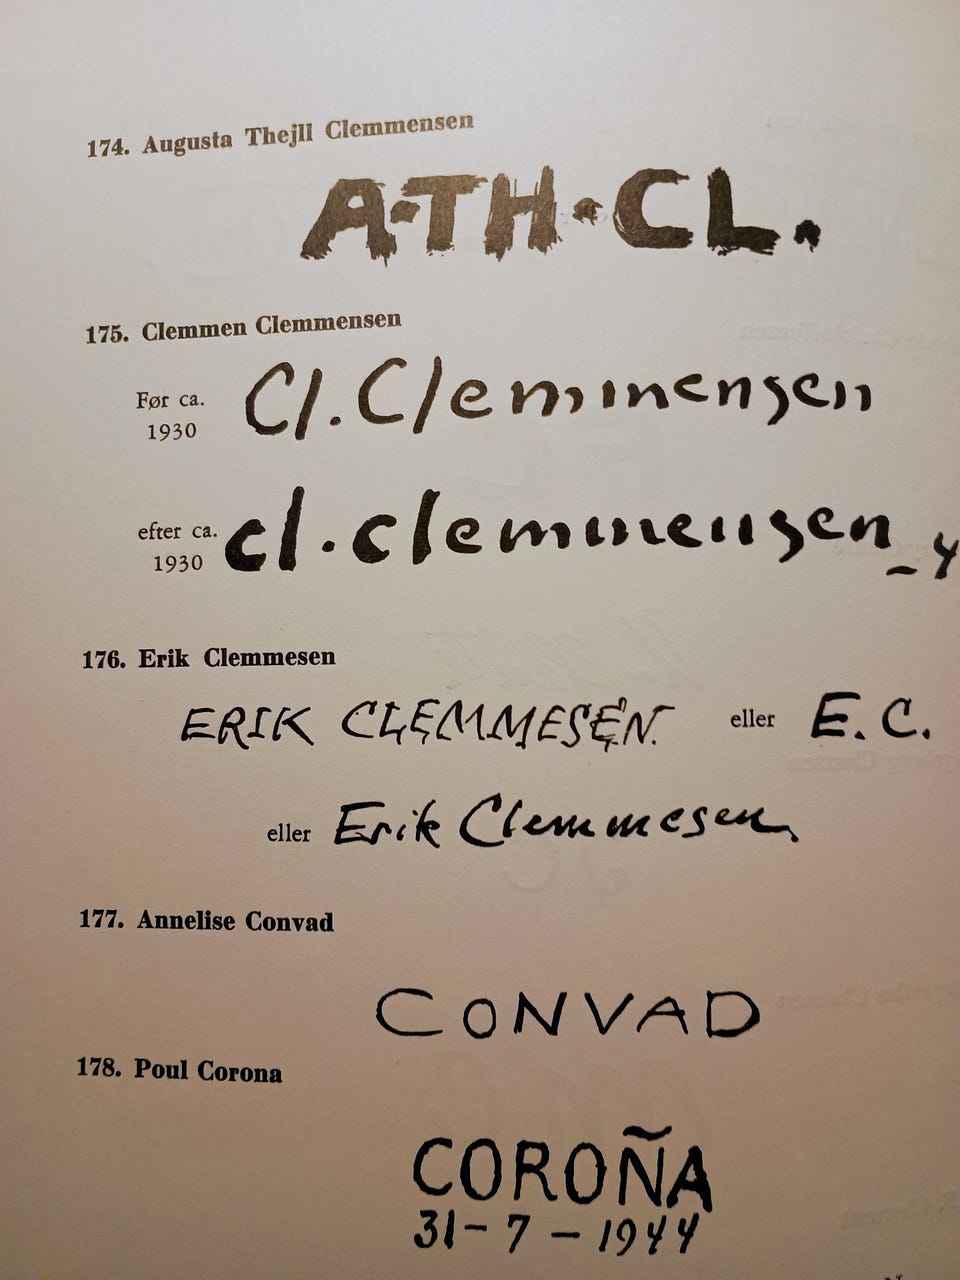 174. Augusta Thejll Clemmensen
A·TH·CL.
175. Clemmen Clemmensen
Før ca. 1930 Cl. Clemmensen
efter ca. 1930 cl. clemmensen
176. Erik Clemmesen
ERIK CLEMMESEN. eller E. C.
eller Erik Clemmesen
177. Annelise Convad
CONVAD
178. Poul Corona
COROÑA
31 - 7 - 1944